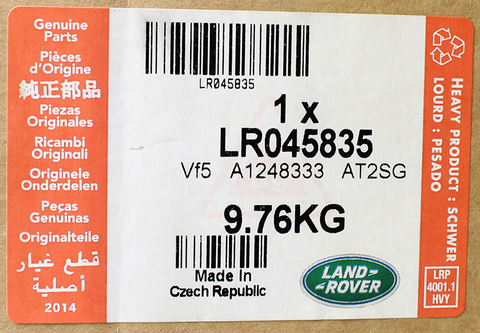 Genuine
Parts
Pièces
d'Origine
純正部品
Piezas
Originales
Ricambi
Originali
Originele
Onderdelen
Peças
Genuinas
Originalteile
قطع غيار
أصلية
2014
LR045835
1 x
LR045835
Vf5 A1248333 AT2SG
9.76KG
Made In
Czech Republic
LAND-
ROVER
HEAVY PRODUCT : SCHWER
LOURD : PESADO
LRP
4001.1
HVY